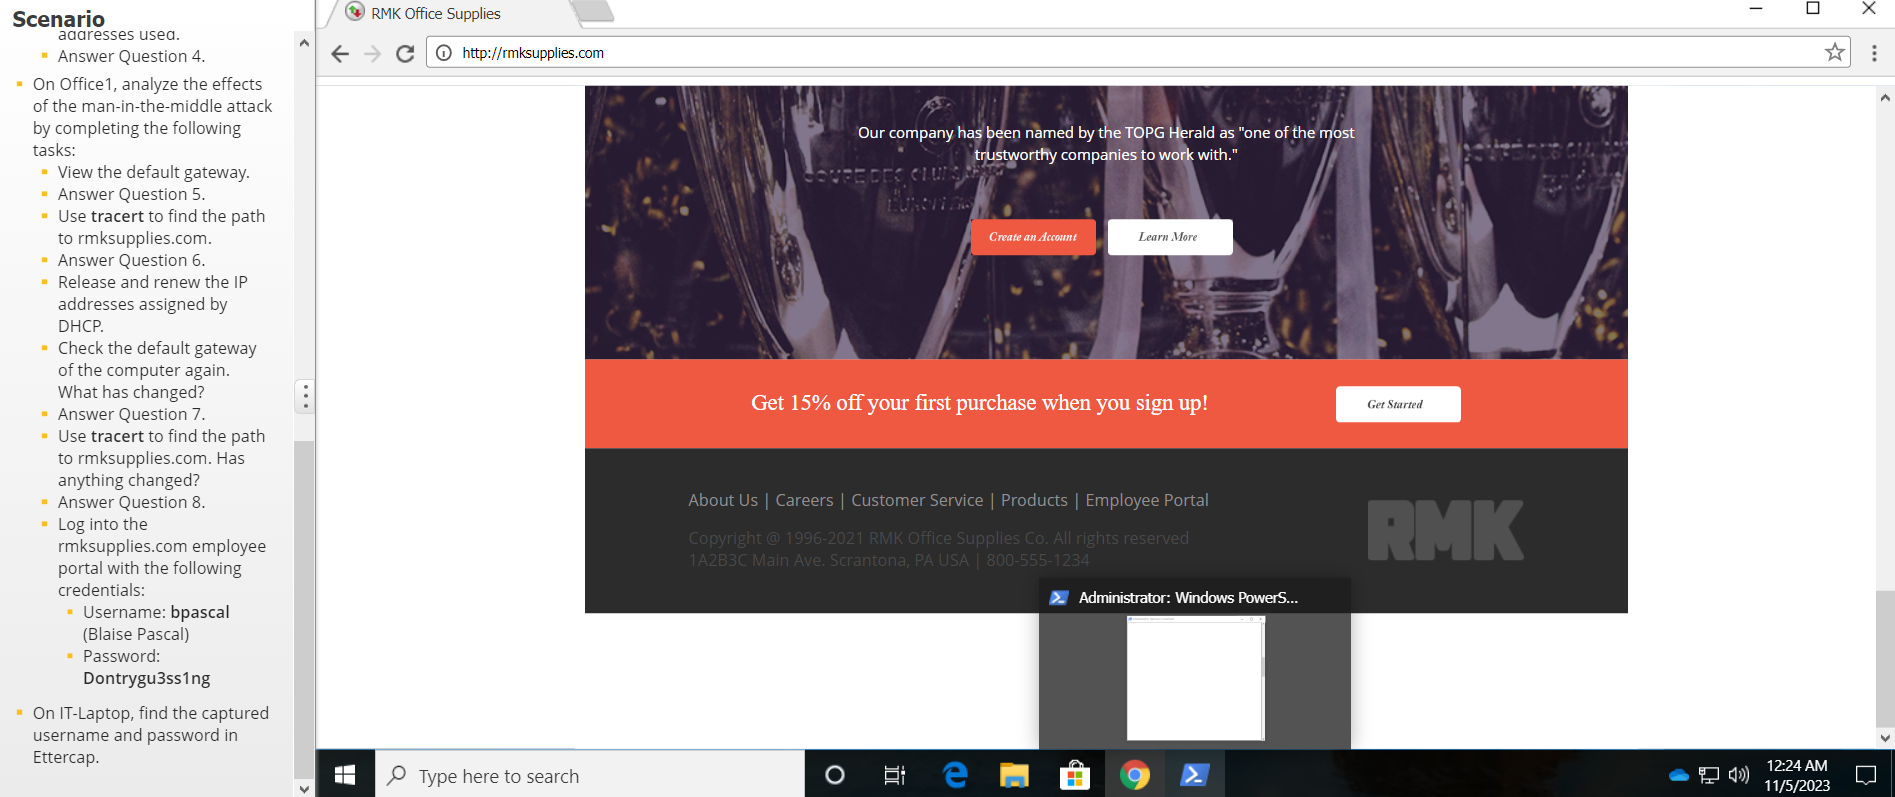 Scenario
addresses used.
Answer Question 4.
On Office1, analyze the effects
of the man-in-the-middle attack
by completing the following
tasks:
View the default gateway.
Answer Question 5.
Use tracert to find the path
to rmksupplies.com.
Answer Question 6.
Release and renew the IP
addresses assigned by
DHCP.
Check the default gateway
of the computer again.
What has changed?
Answer Question 7.
Use tracert to find the path
to rmksupplies.com. Has
anything changed?
Answer Question 8.
Log into the
rmksupplies.com employee
portal with the following
credentials:
Username: bpascal
(Blaise Pascal)
Password:
Dontrygu3ss1ng
On IT-Laptop, find the captured
username and password in
Ettercap.
RMK Office Supplies
http://rmksupplies.com
Our company has been named by the TOPG Herald as "one of the most
trustworthy companies to work with."
COUPE DES CLUBS
Create an Account
Learn More
Get 15% off your first purchase when you sign up!
Get Started
About Us | Careers | Customer Service | Products | Employee Portal
RMK
Copyright @ 1996-2021 RMK Office Supplies Co. All rights reserved
1A2B3C Main Ave. Scrantona, PA USA | 800-555-1234
Administrator: Windows PowerS...
Type here to search
12:24 AM
11/5/2023